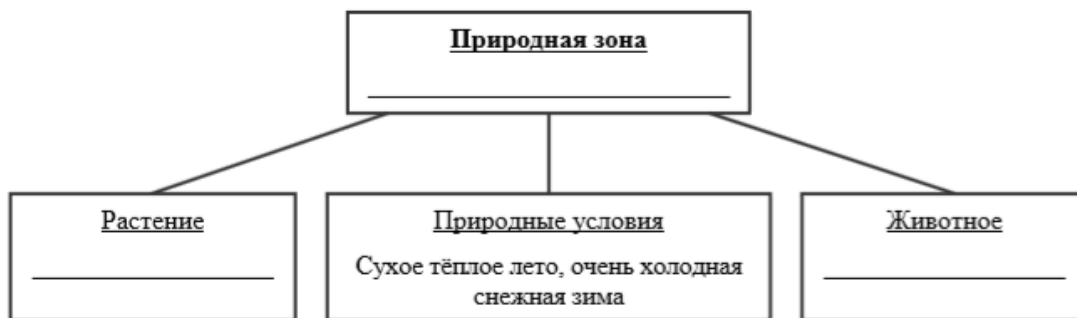 Природная зона
Растение
Природные условия
Сухое тёплое лето, очень холодная
снежная зима
Животное